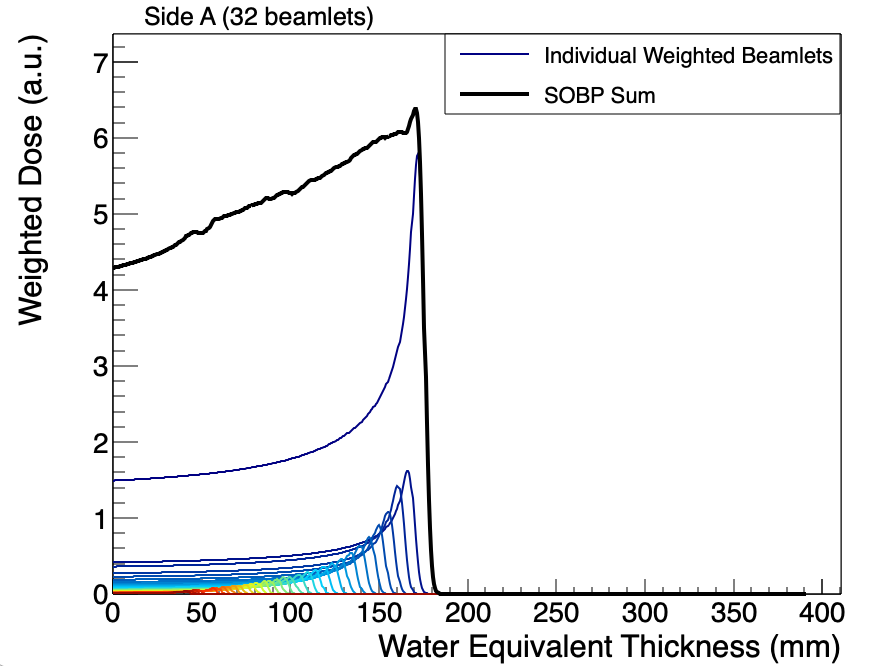 Side A (32 beamlets)
Weighted Dose (a.u.)
7
6
5
4
3
2
1
0
Individual Weighted Beamlets
SOBP Sum
0 50 100 150 200 250 300 350 400
Water Equivalent Thickness (mm)